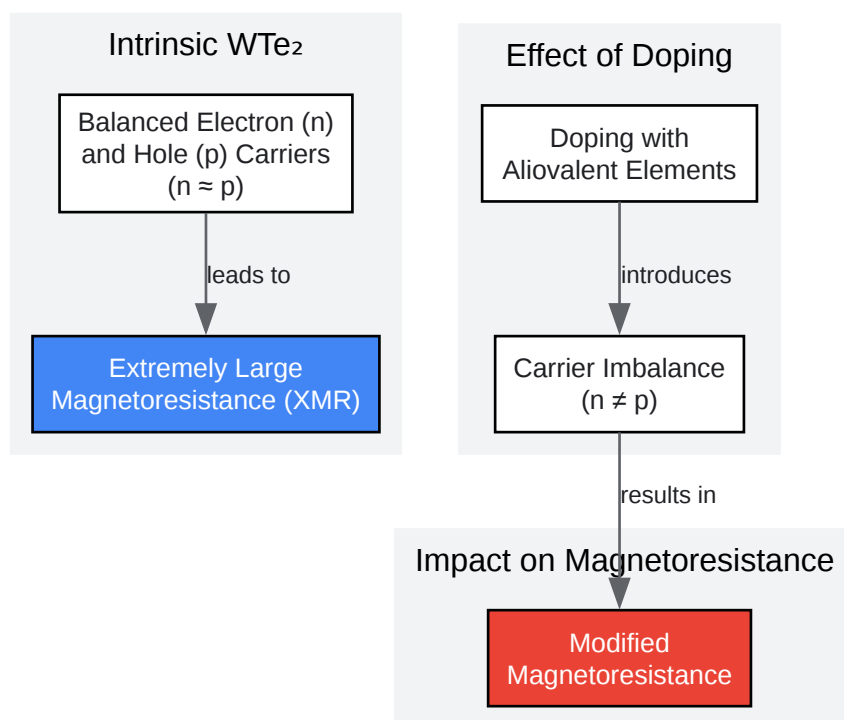 Intrinsic WTe₂
Balanced Electron (n)
and Hole (p) Carriers
(n ≈ p)
leads to
Extremely Large
Magnetoresistance (XMR)
Effect of Doping
Doping with
Aliovalent Elements
introduces
Carrier Imbalance
(n ≠ p)
results in
Impact on Magnetoresistance
Modified
Magnetoresistance